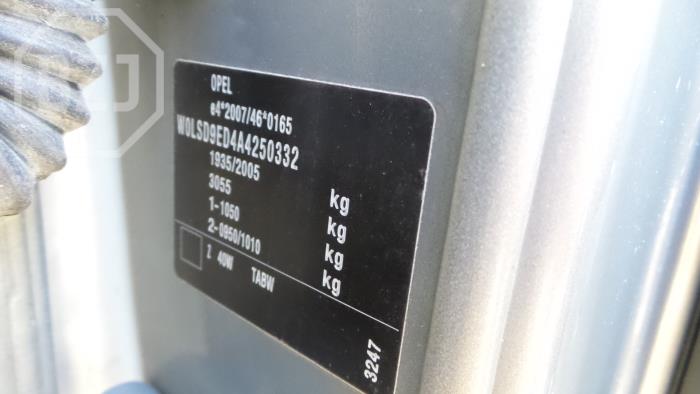 OPEL
e4*2007/46*0165
W0LSD9ED4A4250332
1935/2005 kg
3055 kg
1-1050 kg
2-0950/1010 kg
Z 40W TABW
3247